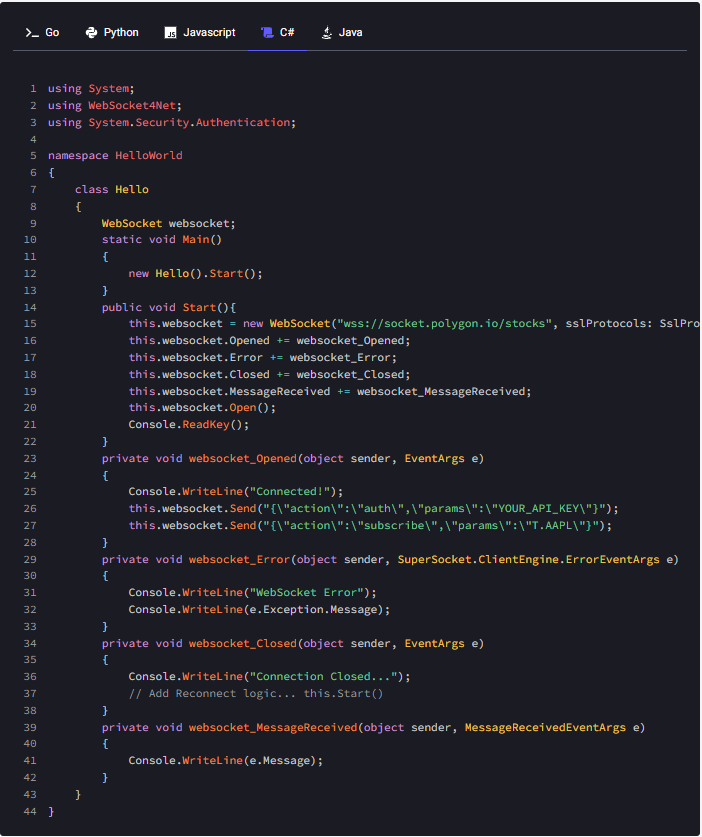 Go Python Javascript C# Java
1 using System;
2 using WebSocket4Net;
3 using System.Security.Authentication;
4
5 namespace HelloWorld
6 {
7 class Hello
8 {
9 WebSocket websocket;
10 static void Main()
11 {
12 new Hello().Start();
13 }
14 public void Start(){
15 this.websocket = new WebSocket("wss://socket.polygon.io/stocks", sslProtocols: SslPro
16 this.websocket.Opened += websocket_Opened;
17 this.websocket.Error += websocket_Error;
18 this.websocket.Closed += websocket_Closed;
19 this.websocket.MessageReceived += websocket_MessageReceived;
20 this.websocket.Open();
21 Console.ReadKey();
22 }
23 private void websocket_Opened(object sender, EventArgs e)
24 {
25 Console.WriteLine("Connected!");
26 this.websocket.Send("{\"action\":\"auth\",\"params\":\"YOUR_API_KEY\"}");
27 this.websocket.Send("{\"action\":\"subscribe\",\"params\":\"T.AAPL\"}");
28 }
29 private void websocket_Error(object sender, SuperSocket.ClientEngine.ErrorEventArgs e)
30 {
31 Console.WriteLine("WebSocket Error");
32 Console.WriteLine(e.Exception.Message);
33 }
34 private void websocket_Closed(object sender, EventArgs e)
35 {
36 Console.WriteLine("Connection Closed...");
37 // Add Reconnect logic... this.Start()
38 }
39 private void websocket_MessageReceived(object sender, MessageReceivedEventArgs e)
40 {
41 Console.WriteLine(e.Message);
42 }
43 }
44 }